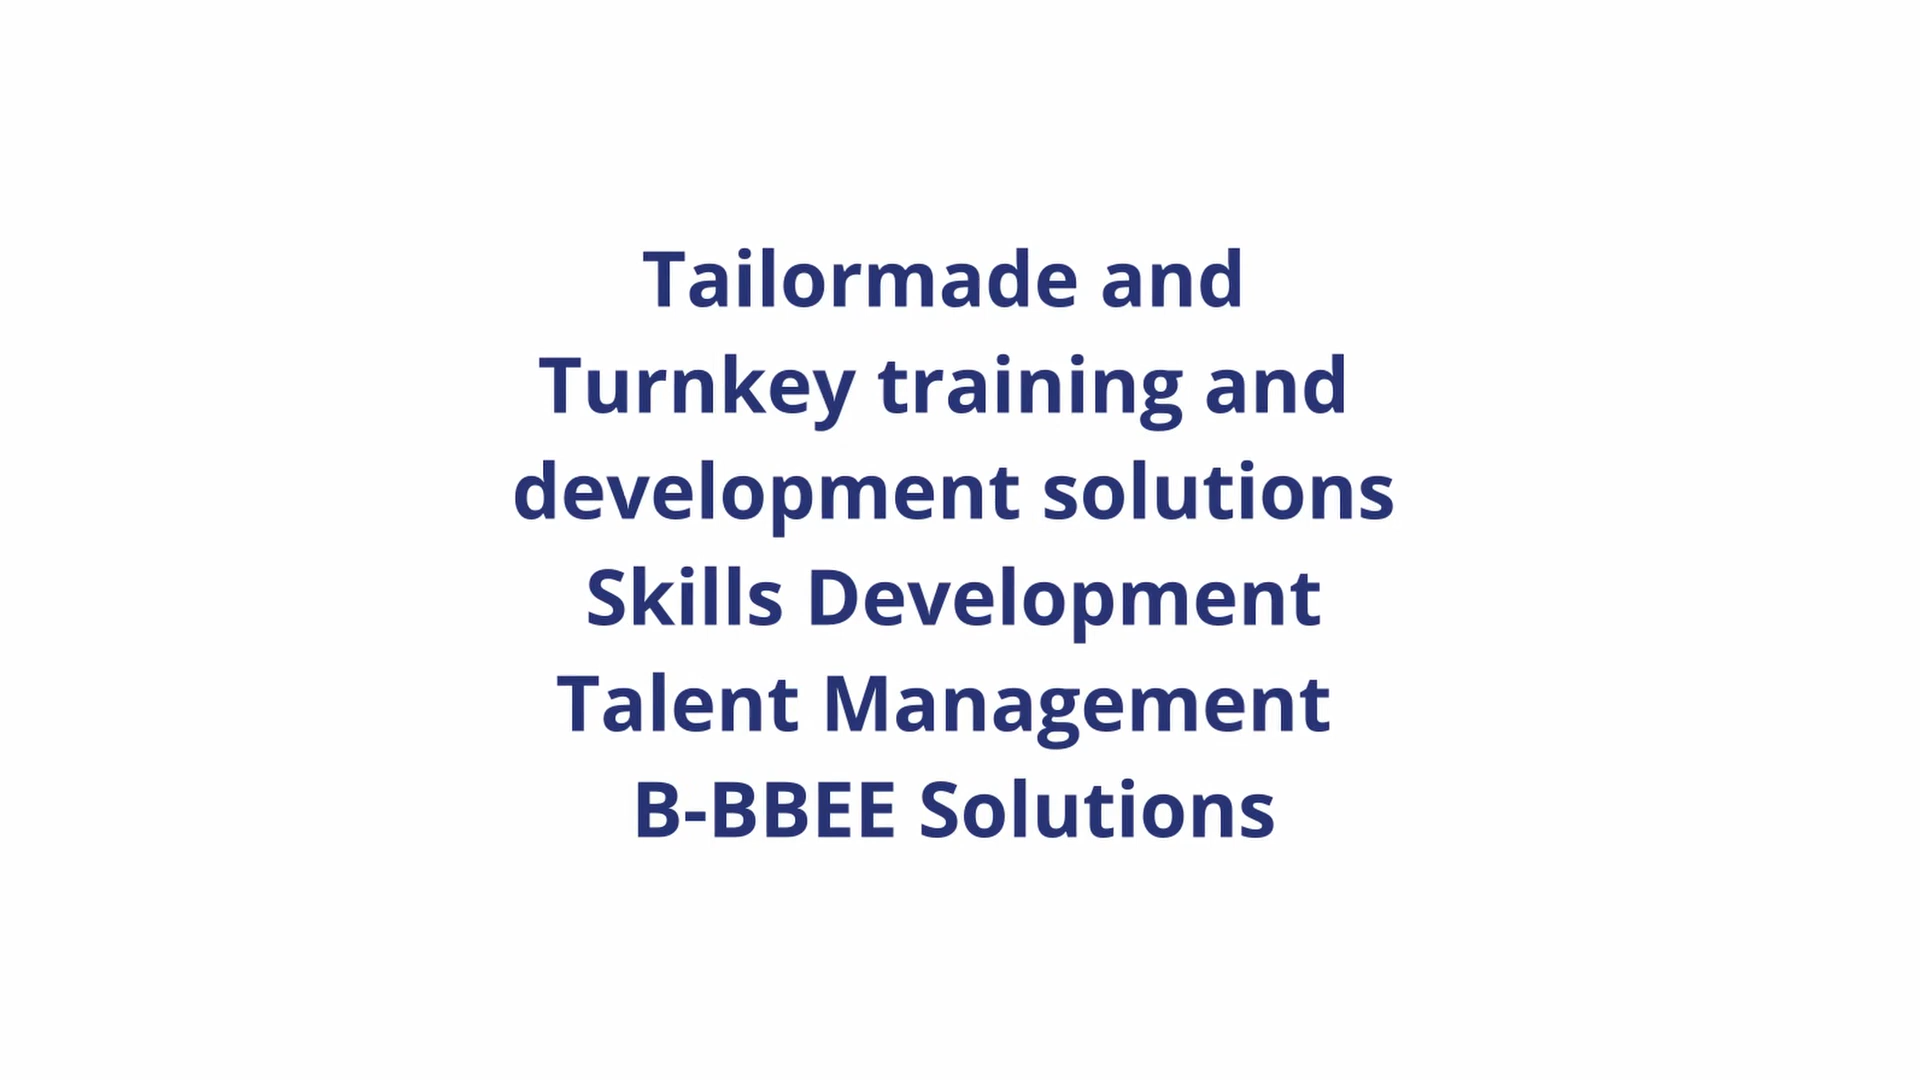 Tailormade and
Turnkey training and
development solutions
Skills Development
Talent Management
B-BBEE Solutions